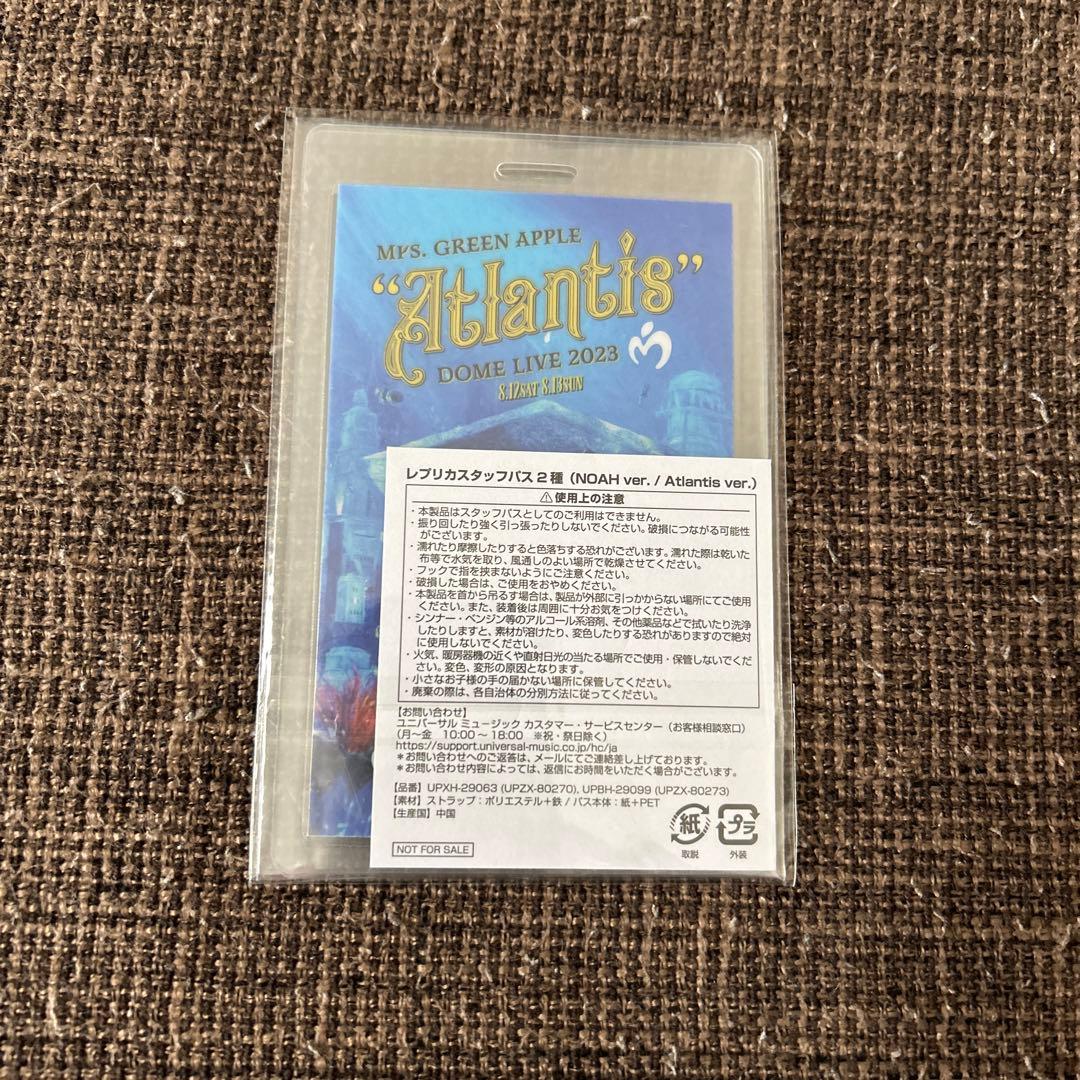 Mrs. GREEN APPLE
"Atlantis"
DOME LIVE 2023
8.12SAT 8.13SUN
レプリカスタッフパス2種（NOAH ver. / Atlantis ver.）
⚠使用上の注意
・本製品はスタッフパスとしてのご利用はできません。
・振り回したり強く引っ張ったりしないでください。破損につながる可能性
がございます。
・濡れたり摩擦したりすると色落ちする恐れがございます。濡れた際は乾いた
布等で水気を取り、風通しのよい場所で乾燥させてください。
・フックで指を挟まないようにご注意ください。
・破損した場合は、ご使用をおやめください。
・本製品を首から吊るす場合は、製品が外部に引っかからない場所にてご使用
ください。また、装着後は周囲に十分お気をつけください。
・シンナー・ベンジン等のアルコール系溶剤、その他薬品などで拭いたり洗浄
したりしますと、素材が溶けたり、変色したりする恐れがありますので絶対
に使用しないでください。
・火気、暖房器機の近くや直射日光の当たる場所でご使用・保管しないでくだ
さい。変色、変形の原因となります。
・小さなお子様の手の届かない場所に保管してください。
・廃棄の際は、各自治体の分別方法に従ってください。
【お問い合わせ】
ユニバーサル ミュージック カスタマー・サービスセンター（お客様相談窓口）
（月～金　10:00～18:00　※祝・祭日除く）
https://support.universal-music.co.jp/hc/ja
＊お問い合わせへのご返答は、メールにてご連絡差し上げております。
＊お問い合わせ内容によっては、返信にお時間をいただく場合がございます。
【品番】UPXH-29063 (UPZX-80270), UPBH-29099 (UPZX-80273)
【素材】ストラップ：ポリエステル＋鉄 / パス本体：紙＋PET
【生産国】中国
NOT FOR SALE
紙 プラ
取説 外装